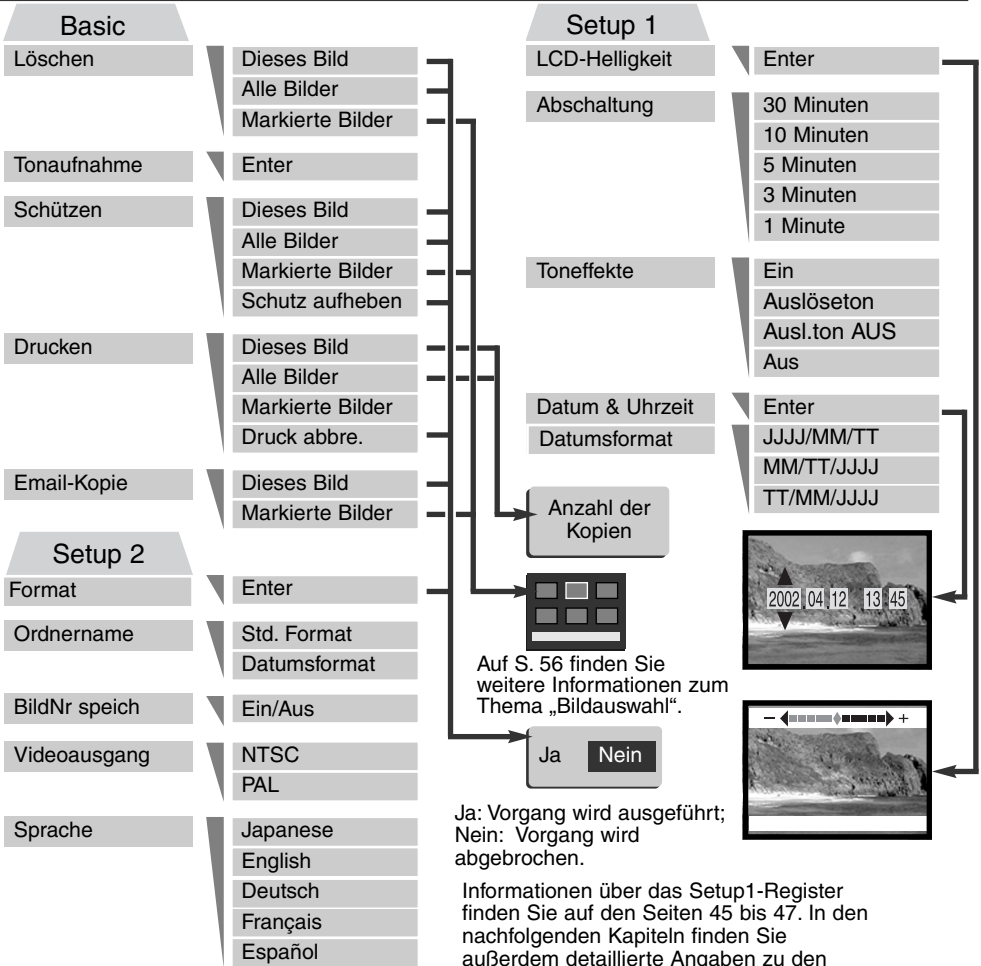 Basic
Löschen
Dieses Bild
Alle Bilder
Markierte Bilder
Tonaufnahme
Enter
Schützen
Dieses Bild
Alle Bilder
Markierte Bilder
Schutz aufheben
Drucken
Dieses Bild
Alle Bilder
Markierte Bilder
Druck abbre.
Email-Kopie
Dieses Bild
Markierte Bilder
Setup 2
Format
Enter
Ordnername
Std. Format
Datumsformat
BildNr speich
Ein/Aus
Videoausgang
NTSC
PAL
Sprache
Japanese
English
Deutsch
Français
Español
Setup 1
LCD-Helligkeit
Enter
Abschaltung
30 Minuten
10 Minuten
5 Minuten
3 Minuten
1 Minute
Toneffekte
Ein
Auslöseton
Ausl.ton AUS
Aus
Datum & Uhrzeit
Enter
Datumsformat
JJJJ/MM/TT
MM/TT/JJJJ
TT/MM/JJJJ
Anzahl der
Kopien
2002 04 12 13 45
Auf S. 56 finden Sie
weitere Informationen zum
Thema „Bildauswahl“.
− +
Ja Nein
Ja: Vorgang wird ausgeführt;
Nein: Vorgang wird
abgebrochen.
Informationen über das Setup1-Register
finden Sie auf den Seiten 45 bis 47. In den
nachfolgenden Kapiteln finden Sie
außerdem detaillierte Angaben zu den